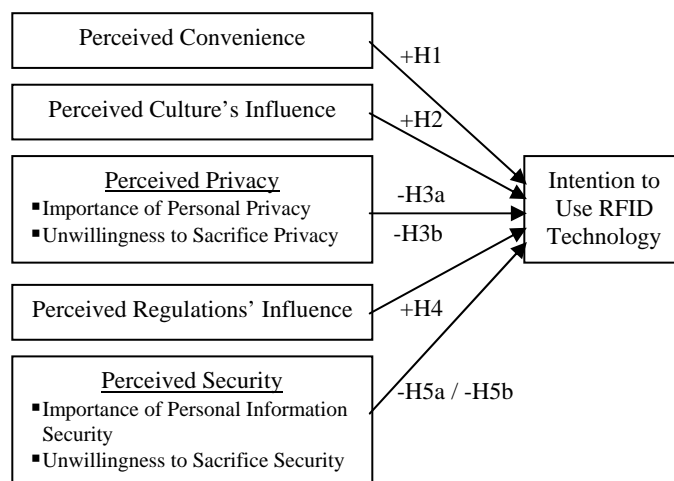 Perceived Convenience
+H1
Perceived Culture's Influence
+H2
Perceived Privacy
▪Importance of Personal Privacy
▪Unwillingness to Sacrifice Privacy
-H3a
-H3b
Intention to
Use RFID
Technology
Perceived Regulations' Influence
+H4
Perceived Security
▪Importance of Personal Information
Security
▪Unwillingness to Sacrifice Security
-H5a / -H5b